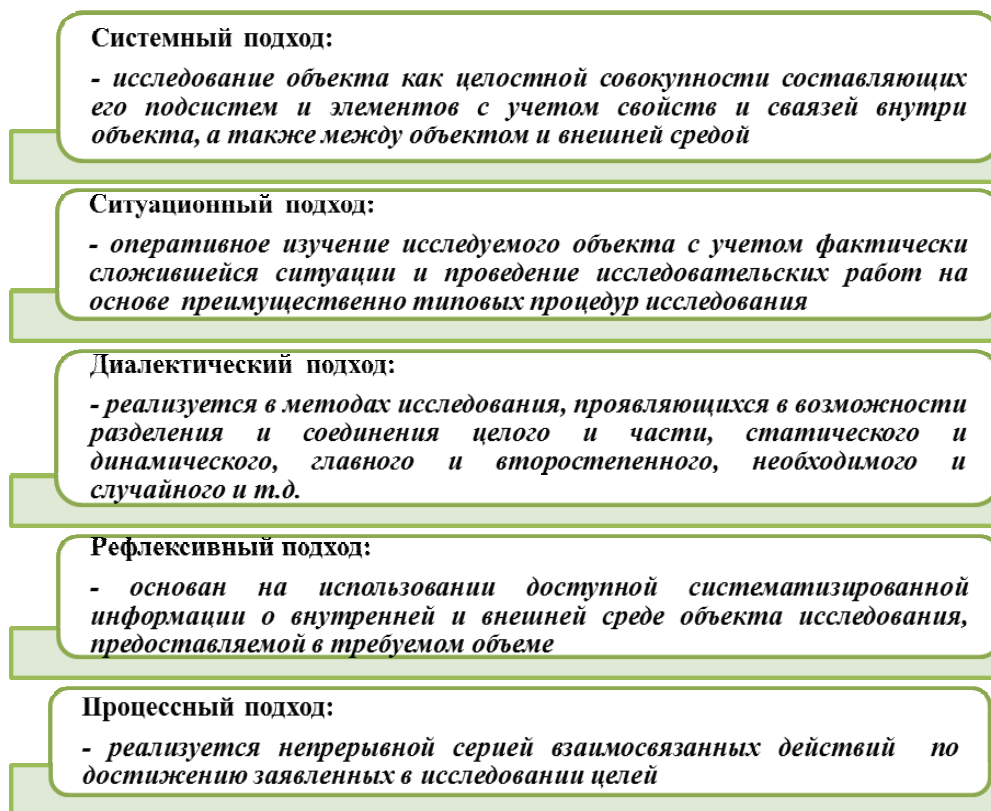 Системный подход:
- исследование объекта как целостной совокупности составляющих
его подсистем и элементов с учетом свойств и сваязей внутри
объекта, а также между объектом и внешней средой
Ситуационный подход:
- оперативное изучение исследуемого объекта с учетом фактически
сложившейся ситуации и проведение исследовательских работ на
основе преимущественно типовых процедур исследования
Диалектический подход:
- реализуется в методах исследования, проявляющихся в возможности
разделения и соединения целого и части, статического и
динамического, главного и второстепенного, необходимого и
случайного и т.д.
Рефлексивный подход:
- основан на использовании доступной систематизированной
информации о внутренней и внешней среде объекта исследования,
предоставляемой в требуемом объеме
Процессный подход:
- реализуется непрерывной серией взаимосвязанных действий по
достижению заявленных в исследовании целей